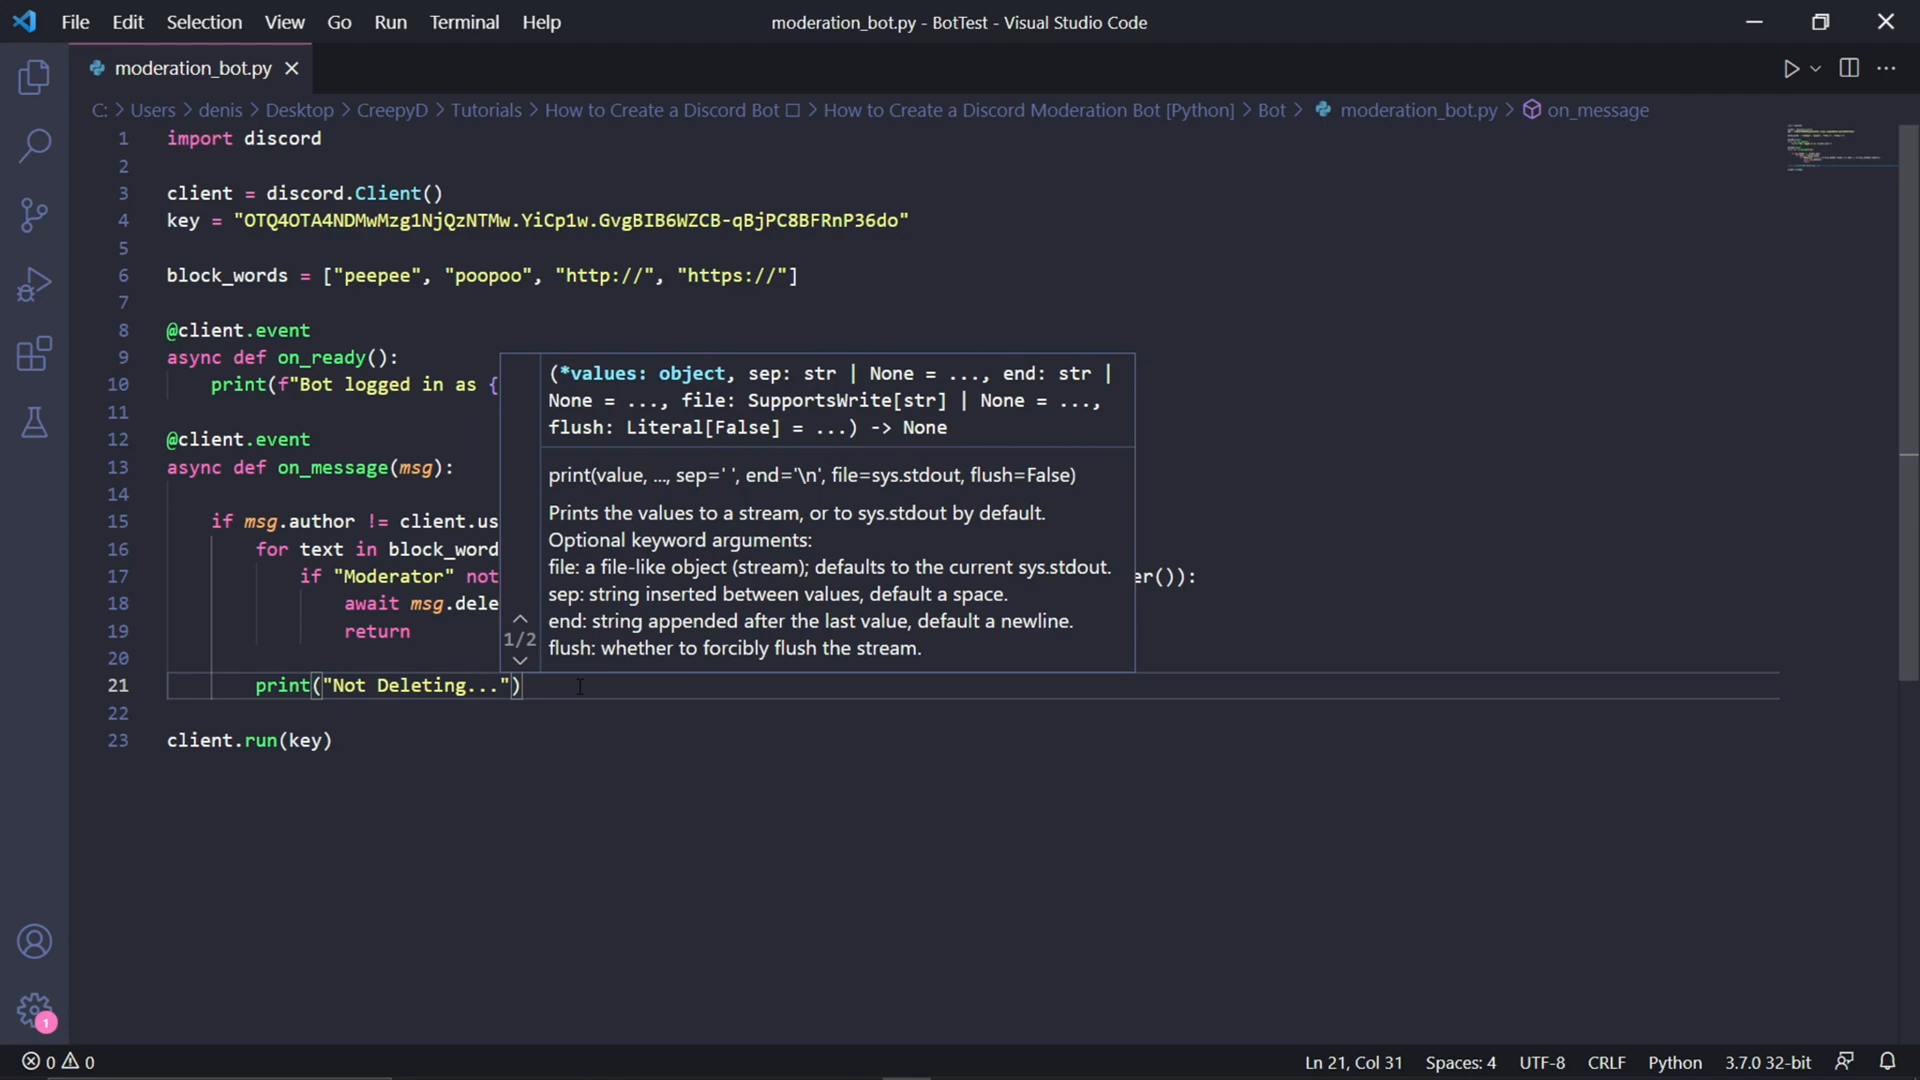 File Edit Selection View Go Run Terminal Help
moderation_bot.py - BotTest - Visual Studio Code
moderation_bot.py
C: > Users > denis > Desktop > CreepyD > Tutorials > How to Create a Discord Bot □ > How to Create a Discord Moderation Bot [Python] > Bot > moderation_bot.py > on_message
1 import discord
2
3 client = discord.Client()
4 key = "OTQ4OTA4NDMwMzg1NjQzNTMw.YiCp1w.GvgBIB6WZCB-qBjPC8BFRnP36do"
5
6 block_words = ["peepee", "poopoo", "http://", "https://"]
7
8 @client.event
9 async def on_ready():
10 print(f"Bot logged in as {
11
12 @client.event
13 async def on_message(msg):
14
15 if msg.author != client.us
16 for text in block_word
17 if "Moderator" not er()):
18 await msg.dele
19 return
20
21 print("Not Deleting...")
22
23 client.run(key)
(*values: object, sep: str | None = ..., end: str |
None = ..., file: SupportsWrite[str] | None = ...,
flush: Literal[False] = ...) -> None
print(value, ..., sep=' ', end='\n', file=sys.stdout, flush=False)
Prints the values to a stream, or to sys.stdout by default.
Optional keyword arguments:
file: a file-like object (stream); defaults to the current sys.stdout.
sep: string inserted between values, default a space.
end: string appended after the last value, default a newline.
flush: whether to forcibly flush the stream.
1/2
1
0 0
Ln 21, Col 31 Spaces: 4 UTF-8 CRLF Python 3.7.0 32-bit